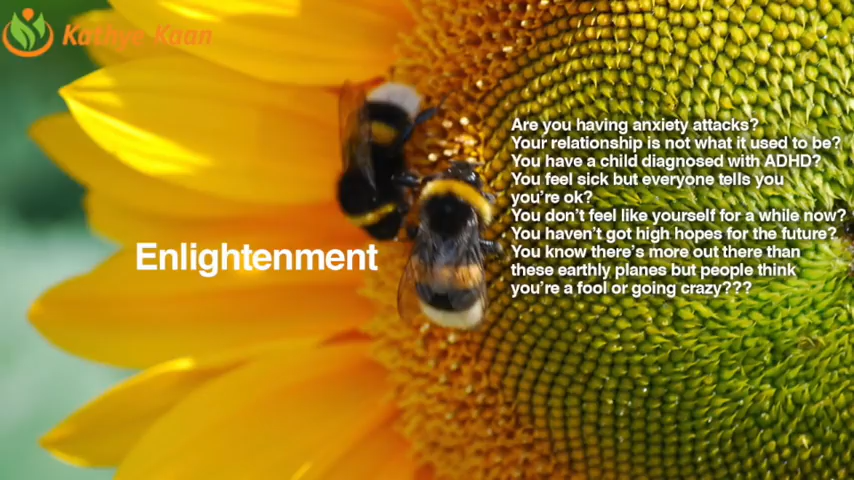 Kathye Kaan
Are you having anxiety attacks?
Your relationship is not what it used to be?
You have a child diagnosed with ADHD?
You feel sick but everyone tells you
you're ok?
You don't feel like yourself for a while now?
You haven't got high hopes for the future?
You know there's more out there than
these earthly planes but people think
you're a fool or going crazy???
Enlightenment